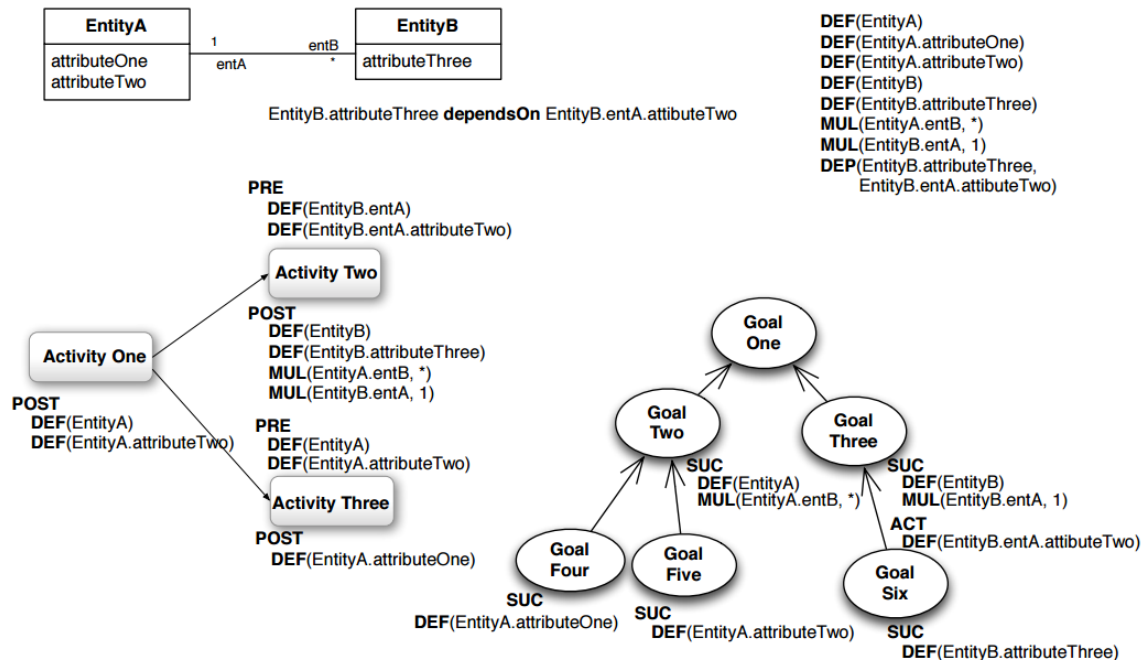 EntityA
attributeOne
attributeTwo
1
entA
entB
*
EntityB
attributeThree
EntityB.attributeThree dependsOn EntityB.entA.attibuteTwo
DEF(EntityA)
DEF(EntityA.attributeOne)
DEF(EntityA.attributeTwo)
DEF(EntityB)
DEF(EntityB.attributeThree)
MUL(EntityA.entB, *)
MUL(EntityB.entA, 1)
DEP(EntityB.attributeThree,
EntityB.entA.attibuteTwo)
PRE
DEF(EntityB.entA)
DEF(EntityB.entA.attributeTwo)
Activity Two
POST
DEF(EntityB)
DEF(EntityB.attributeThree)
MUL(EntityA.entB, *)
MUL(EntityB.entA, 1)
Activity One
POST
DEF(EntityA)
DEF(EntityA.attributeTwo)
PRE
DEF(EntityA)
DEF(EntityA.attributeTwo)
Activity Three
POST
DEF(EntityA.attributeOne)
Goal
One
Goal
Two
SUC
DEF(EntityA)
MUL(EntityA.entB, *)
Goal
Three
SUC
DEF(EntityB)
MUL(EntityB.entA, 1)
ACT
DEF(EntityB.entA.attibuteTwo)
Goal
Four
SUC
DEF(EntityA.attributeOne)
Goal
Five
SUC
DEF(EntityA.attributeTwo)
Goal
Six
SUC
DEF(EntityB.attributeThree)